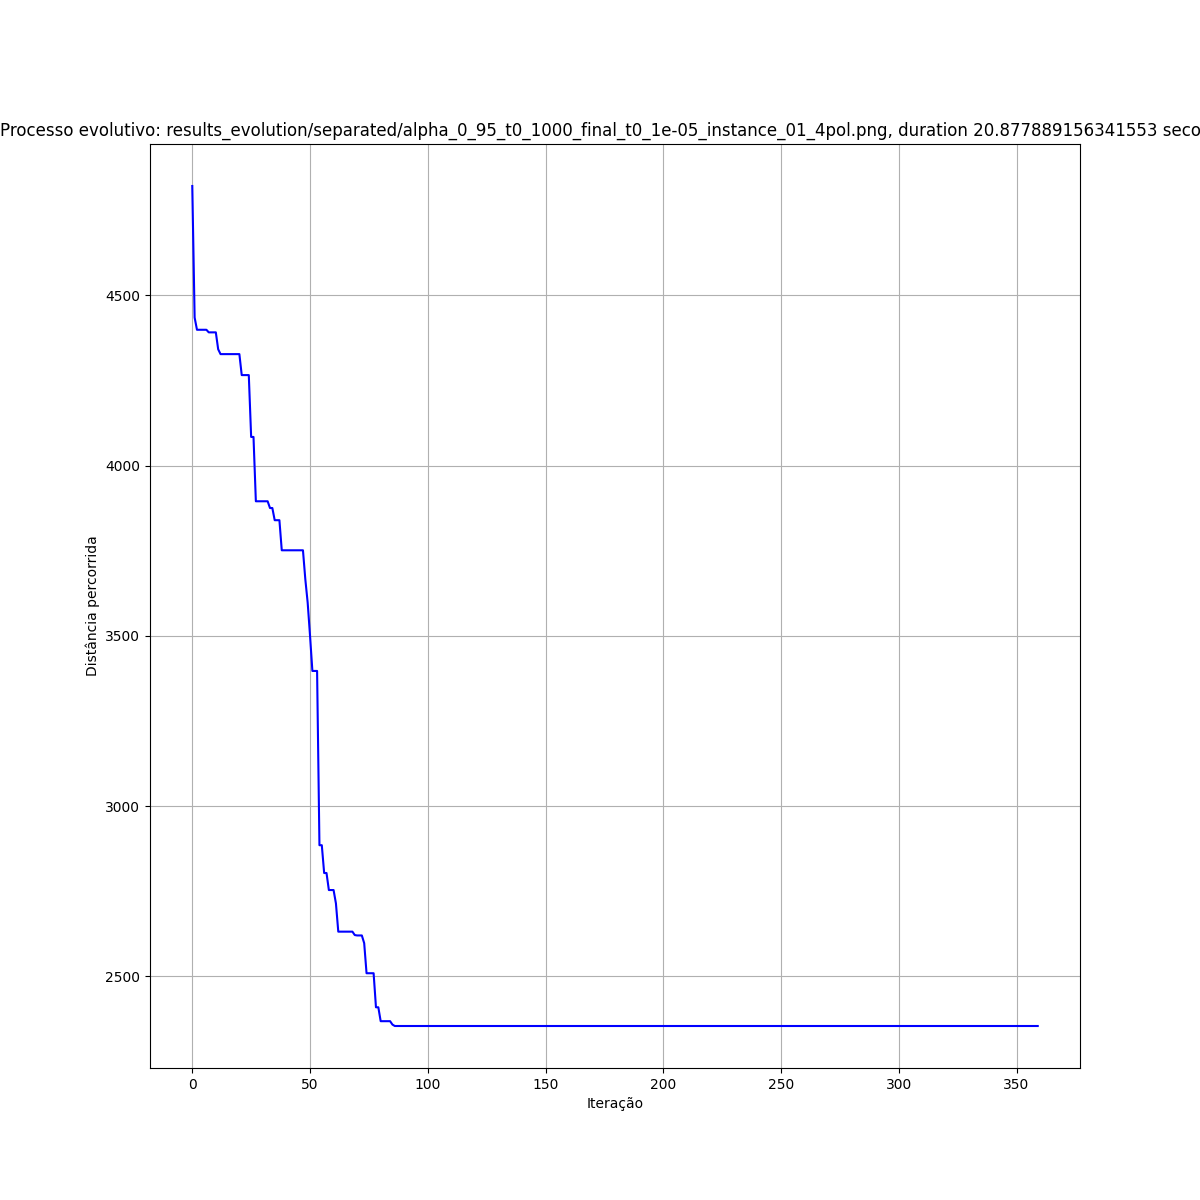 Processo evolutivo: results_evolution/separated/alpha_0_95_t0_1000_final_t0_1e-05_instance_01_4pol.png, duration 20.877889156341553 seco
4500
4000
3500
3000
2500
Distância percorrida
0 50 100 150 200 250 300 350
Iteração